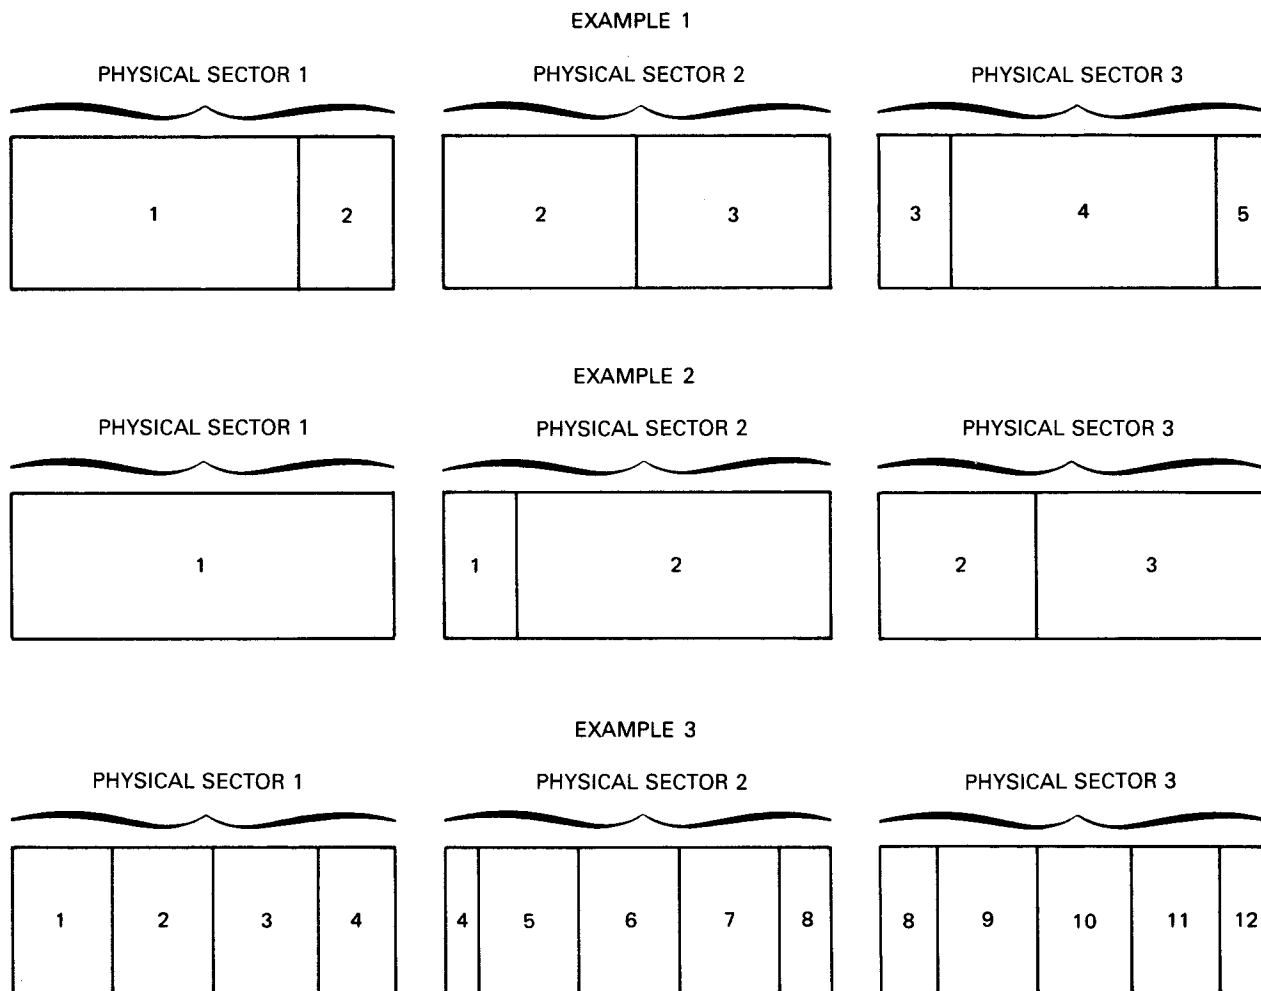 EXAMPLE 1
PHYSICAL SECTOR 1 PHYSICAL SECTOR 2 PHYSICAL SECTOR 3
1 2 2 3 3 4 5
EXAMPLE 2
PHYSICAL SECTOR 1 PHYSICAL SECTOR 2 PHYSICAL SECTOR 3
1 1 2 2 3
EXAMPLE 3
PHYSICAL SECTOR 1 PHYSICAL SECTOR 2 PHYSICAL SECTOR 3
1 2 3 4 4 5 6 7 8 8 9 10 11 12